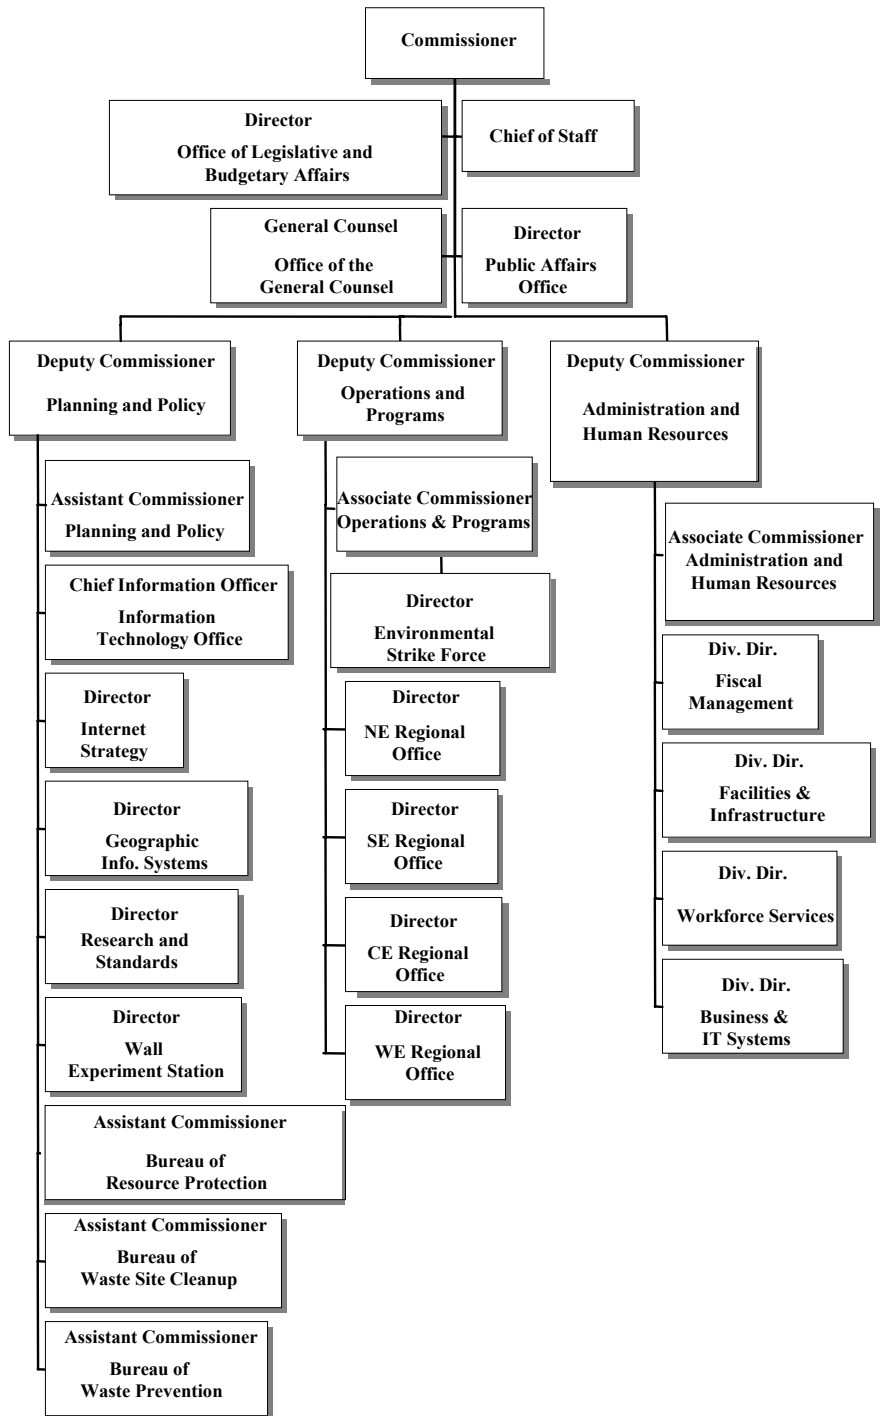 Commissioner
Director
Office of Legislative and
Budgetary Affairs
Chief of Staff
General Counsel
Office of the
General Counsel
Director
Public Affairs
Office
Deputy Commissioner
Planning and Policy
Deputy Commissioner
Operations and
Programs
Deputy Commissioner
Administration and
Human Resources
Assistant Commissioner
Planning and Policy
Chief Information Officer
Information
Technology Office
Director
Internet
Strategy
Director
Geographic
Info. Systems
Director
Research and
Standards
Director
Wall
Experiment Station
Assistant Commissioner
Bureau of
Resource Protection
Assistant Commissioner
Bureau of
Waste Site Cleanup
Assistant Commissioner
Bureau of
Waste Prevention
Associate Commissioner
Operations & Programs
Director
Environmental
Strike Force
Director
NE Regional
Office
Director
SE Regional
Office
Director
CE Regional
Office
Director
WE Regional
Office
Associate Commissioner
Administration and
Human Resources
Div. Dir.
Fiscal
Management
Div. Dir.
Facilities &
Infrastructure
Div. Dir.
Workforce Services
Div. Dir.
Business &
IT Systems